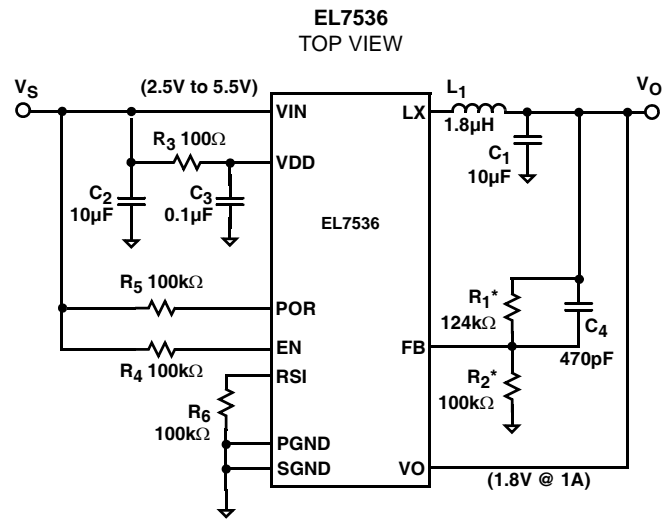 EL7536
TOP VIEW
VS (2.5V to 5.5V)
VIN
LX
L1
1.8µH
VO
R3 100Ω
VDD
C1
10µF
C2
10µF
C3
0.1µF
EL7536
R5 100kΩ
POR
R1*
124kΩ
C4
470pF
EN
FB
R4 100kΩ
RSI
R2*
100kΩ
R6
100kΩ
PGND
SGND
VO
(1.8V @ 1A)